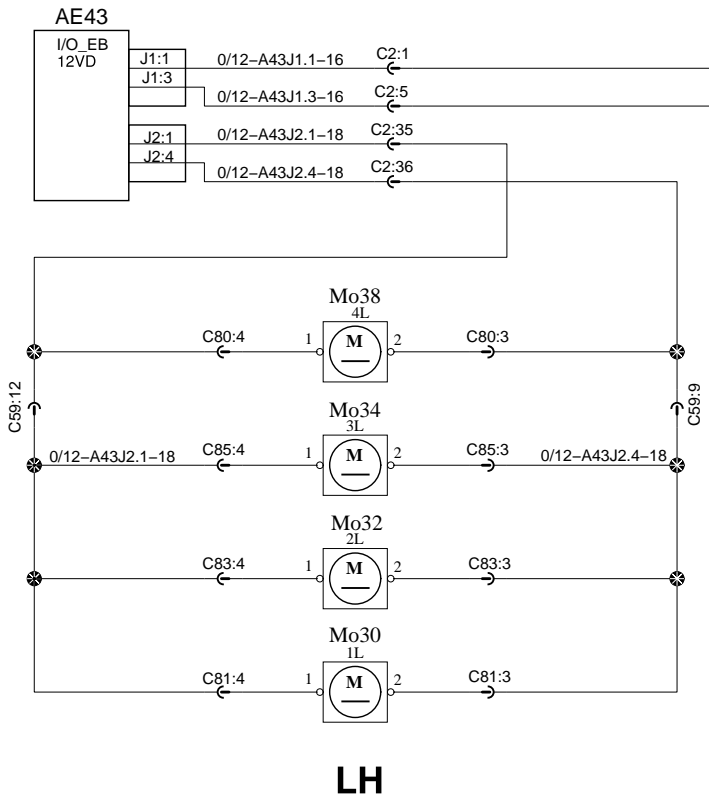 AE43
I/O_EB
12VD
J1:1 0/12–A43J1.1–16 C2:1
J1:3 0/12–A43J1.3–16 C2:5
J2:1 0/12–A43J2.1–18 C2:35
J2:4 0/12–A43J2.4–18 C2:36
Mo38
4L
C80:4 1 M 2 C80:3
C59:12
C59:9
Mo34
3L
0/12–A43J2.1–18 C85:4 1 M 2 C85:3 0/12–A43J2.4–18
Mo32
2L
C83:4 1 M 2 C83:3
Mo30
1L
C81:4 1 M 2 C81:3
LH